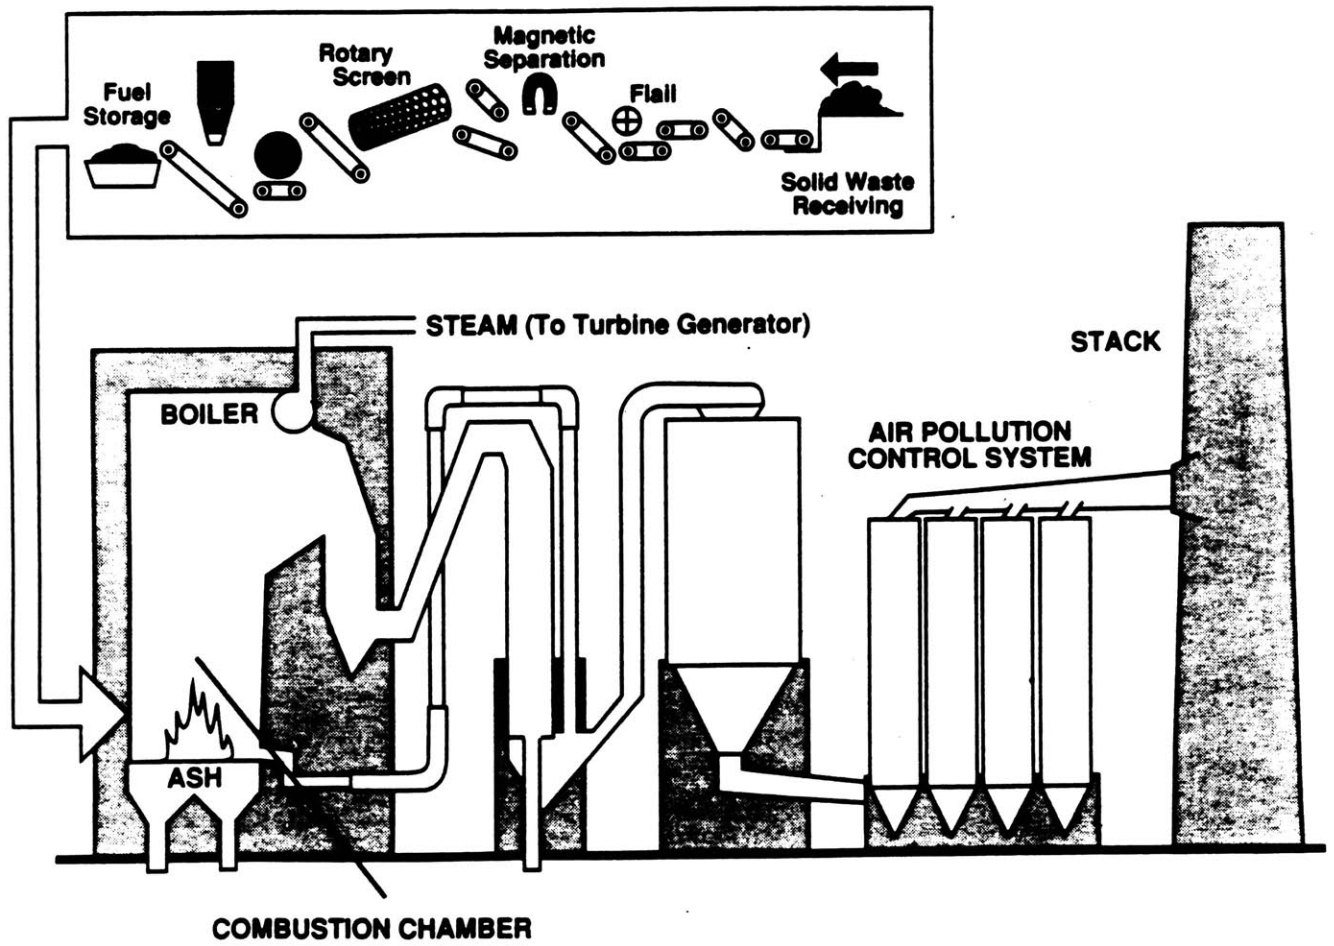 Magnetic
Separation
Rotary
Screen
Flail
Fuel
Storage
Solid Waste
Receiving
STEAM (To Turbine Generator)
STACK
BOILER
AIR POLLUTION
CONTROL SYSTEM
ASH
COMBUSTION CHAMBER